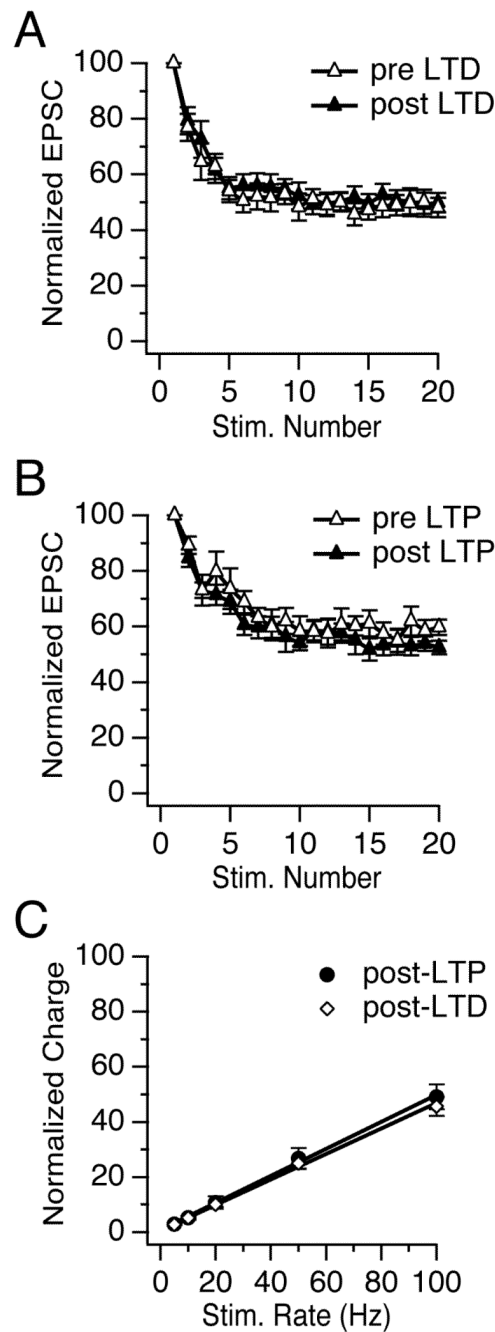 A
Normalized EPSC
100
80
60
40
20
0
pre LTD
post LTD
0 5 10 15 20
Stim. Number
B
Normalized EPSC
100
80
60
40
20
0
pre LTP
post LTP
0 5 10 15 20
Stim. Number
C
Normalized Charge
100
80
60
40
20
0
post-LTP
post-LTD
0 20 40 60 80 100
Stim. Rate (Hz)